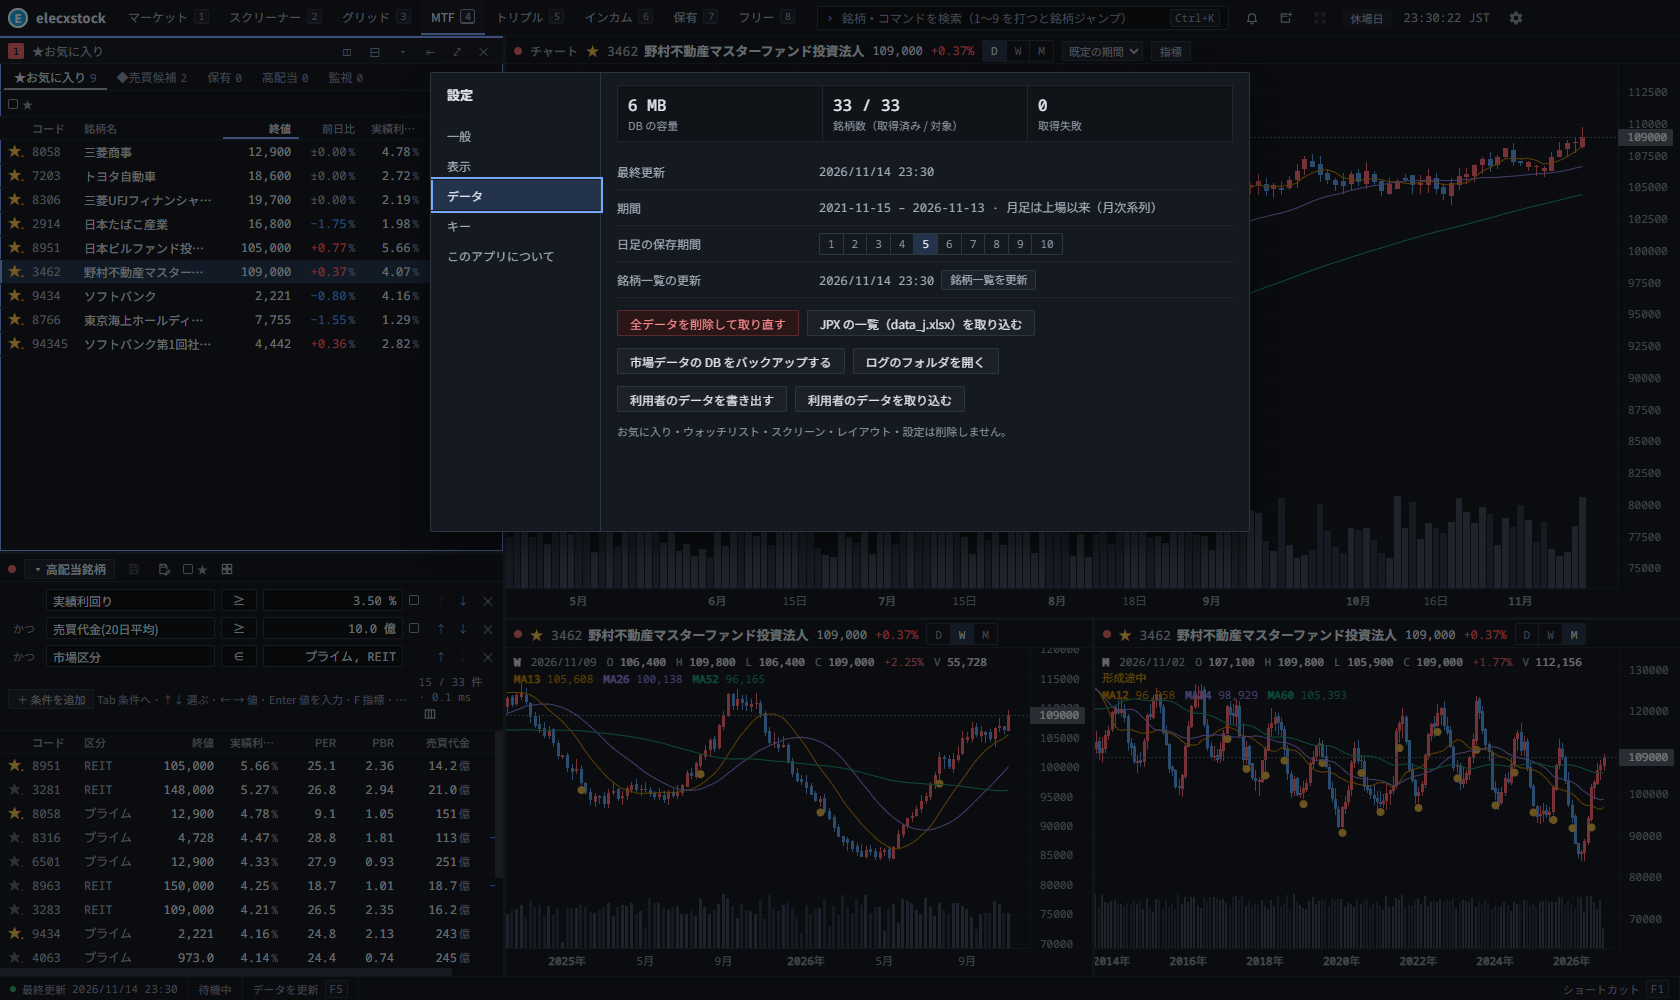 elecxstock マーケット 1 スクリーナー 2 グリッド 3 MTF 4 トリプル 5 インカム 6 保有 7 フリー 8 › 銘柄・コマンドを検索（1〜9 を打つと銘柄ジャンプ） Ctrl+K 休場日 23:30:22 JST
1 ★お気に入り
★お気に入り 9 ◆売買候補 2 保有 0 高配当 0 監視 0
コード 銘柄名 終値 前日比 実績利…
8058 三菱商事 12,900 ±0.00% 4.78%
7203 トヨタ自動車 18,600 ±0.00% 2.72%
8306 三菱UFJフィナンシャ… 19,700 ±0.00% 2.19%
2914 日本たばこ産業 16,800 −1.75% 1.98%
8951 日本ビルファンド投… 105,000 +0.77% 5.66%
3462 野村不動産マスター… 109,000 +0.37% 4.07%
9434 ソフトバンク 2,221 −0.80% 4.16%
8766 東京海上ホールディ… 7,755 −1.55% 1.29%
94345 ソフトバンク第1回社… 4,442 +0.36% 2.82%
チャート ★ 3462 野村不動産マスターファンド投資法人 109,000 +0.37% D W M 既定の期間 指標
112500
110000
109000
107500
105000
102500
100000
97500
95000
92500
90000
87500
85000
82500
80000
77500
75000
5月 6月 15日 7月 15日 8月 18日 9月 10月 16日 11月
設定
一般
表示
データ
キー
このアプリについて
6 MB
DB の容量
33 / 33
銘柄数（取得済み / 対象）
0
取得失敗
最終更新 2026/11/14 23:30
期間 2021-11-15 – 2026-11-13 · 月足は上場以来（月次系列）
日足の保存期間 1 2 3 4 5 6 7 8 9 10
銘柄一覧の更新 2026/11/14 23:30 銘柄一覧を更新
全データを削除して取り直す JPX の一覧（data_j.xlsx）を取り込む
市場データの DB をバックアップする ログのフォルダを開く
利用者のデータを書き出す 利用者のデータを取り込む
お気に入り・ウォッチリスト・スクリーン・レイアウト・設定は削除しません。
高配当銘柄
実績利回り ≥ 3.50 %
かつ 売買代金(20日平均) ≥ 10.0 億
かつ 市場区分 ∈ プライム, REIT
＋条件を追加 Tab 条件へ・↑↓選ぶ・←→ 値・Enter 値を入力・F 指標・… 15 / 33 件 · 0.1 ms
コード 区分 終値 実績利… PER PBR 売買代金
8951 REIT 105,000 5.66% 25.1 2.36 14.2億
3281 REIT 148,000 5.27% 26.8 2.94 21.0億
8058 プライム 12,900 4.78% 9.1 1.05 151億
8316 プライム 4,728 4.47% 28.8 1.81 113億
6501 プライム 12,900 4.33% 27.9 0.93 251億
8963 REIT 150,000 4.25% 18.7 1.01 18.7億
3283 REIT 109,000 4.21% 26.5 2.35 16.2億
9434 プライム 2,221 4.16% 24.8 2.13 243億
4063 プライム 973.0 4.14% 24.4 0.74 245億
★ 3462 野村不動産マスターファンド投資法人 109,000 +0.37% D W M
W 2026/11/09 O 106,400 H 109,800 L 106,400 C 109,000 +2.25% V 55,728
MA13 105,608 MA26 100,138 MA52 96,165
120000
115000
109000
105000
100000
95000
90000
85000
80000
75000
70000
2025年 5月 9月 2026年 5月 9月
★ 3462 野村不動産マスターファンド投資法人 109,000 +0.37% D W M
M 2026/11/02 O 107,100 H 109,800 L 105,900 C 109,000 +1.77% V 112,156
形成途中
MA12 98,929 MA60 105,393
130000
120000
109000
100000
90000
80000
70000
2014年 2016年 2018年 2020年 2022年 2024年 2026年
最終更新 2026/11/14 23:30 待機中 データを更新 F5 ショートカット F1